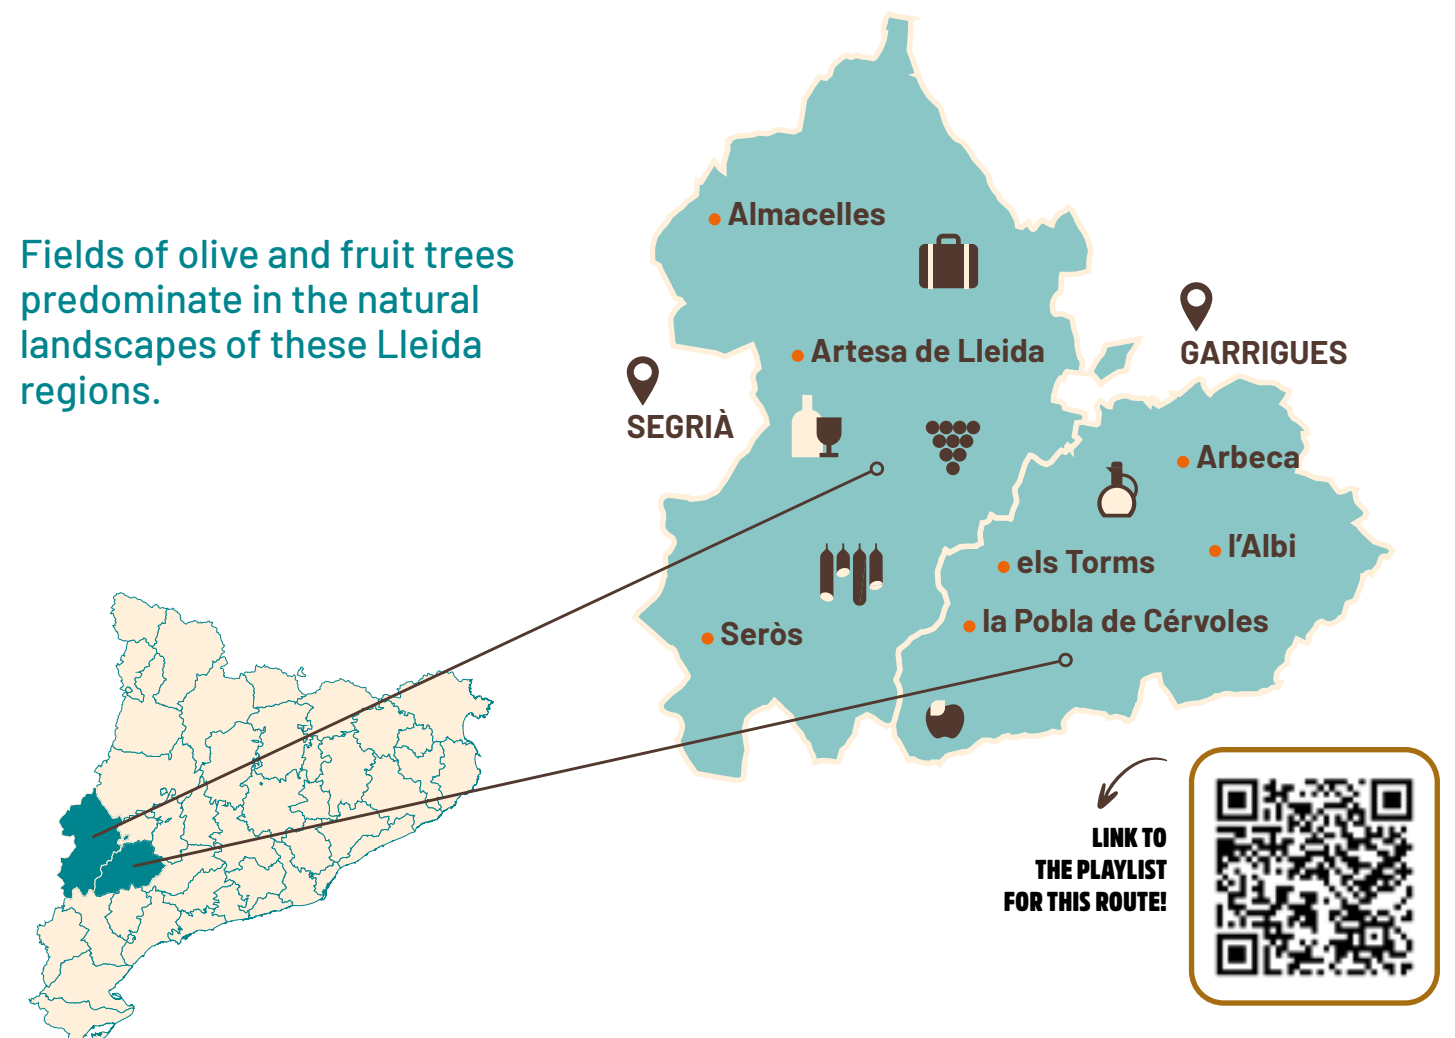 Fields of olive and fruit trees
predominate in the natural
landscapes of these Lleida
regions.
Almacelles
Artesa de Lleida
GARRIGUES
SEGRIÀ
Arbeca
l’Albi
els Torms
la Pobla de Cérvoles
Seròs
LINK TO
THE PLAYLIST
FOR THIS ROUTE!